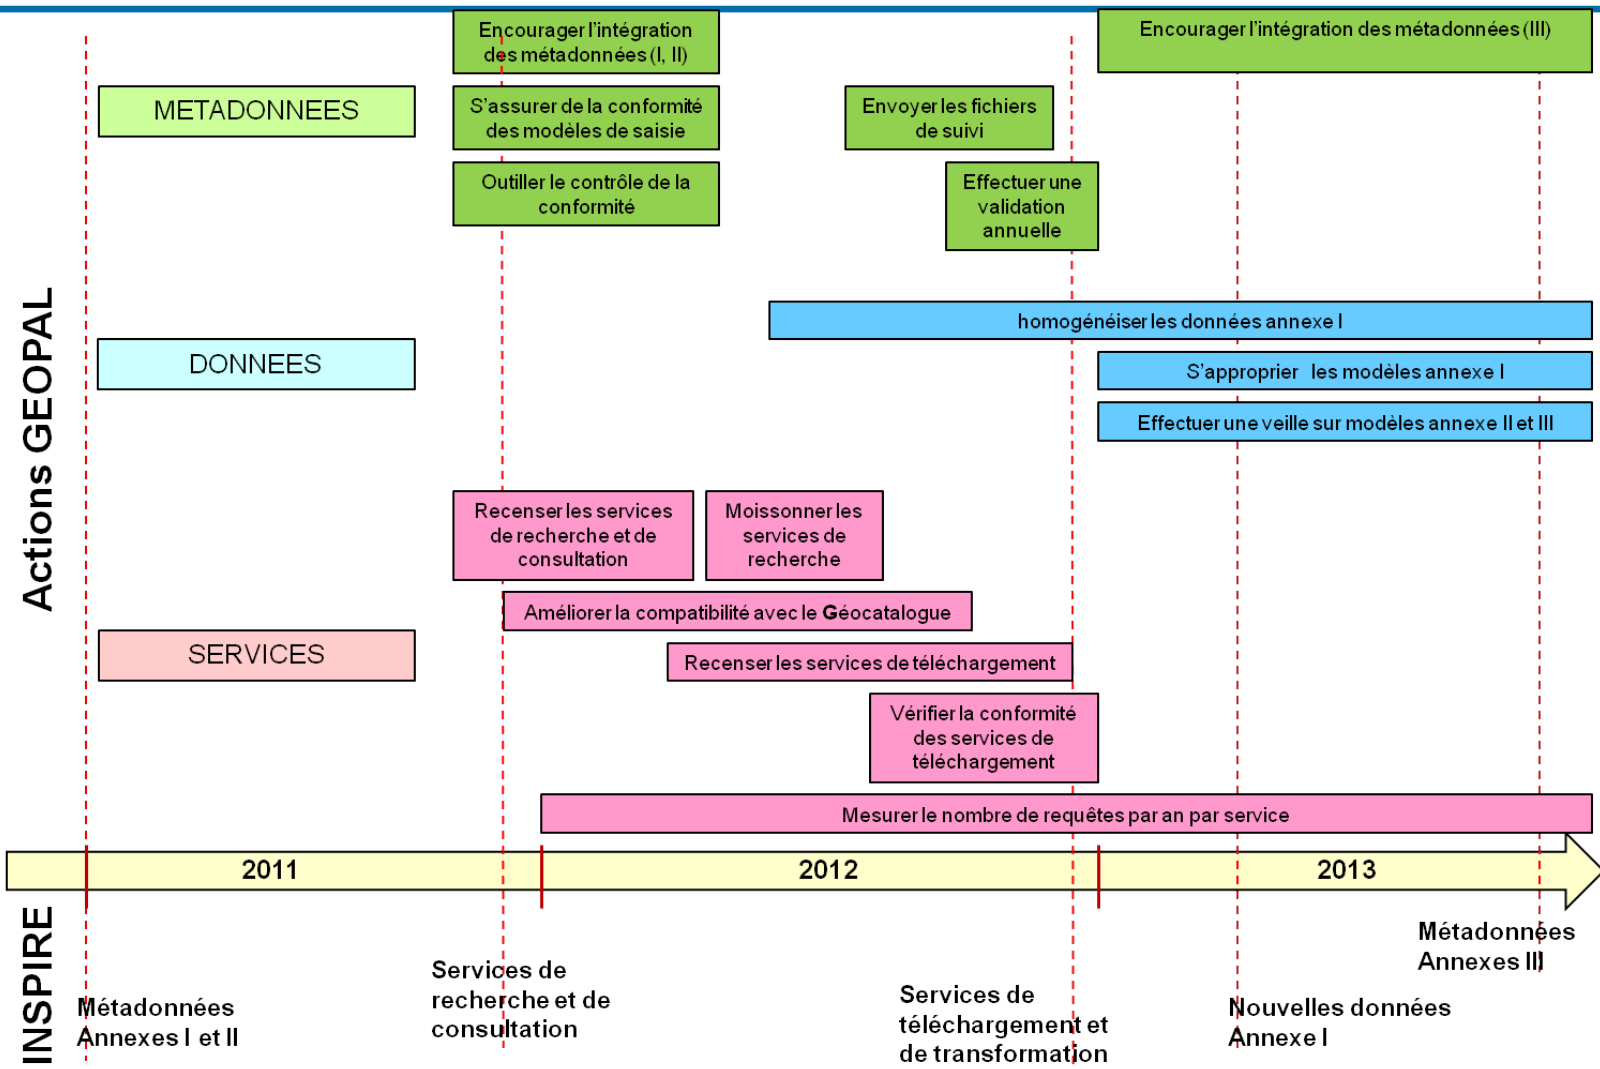 Encourager l'intégration
des métadonnées (I, II)
Encourager l'intégration des métadonnées (III)
METADONNEES
S'assurer de la conformité
des modèles de saisie
Envoyer les fichiers
de suivi
Outiller le contrôle de la
conformité
Effectuer une
validation
annuelle
Actions GEOPAL
homogénéiser les données annexe I
DONNEES
S'approprier les modèles annexe I
Effectuer une veille sur modèles annexe II et III
Recenser les services
de recherche et de
consultation
Moissonner les
services de
recherche
Améliorer la compatibilité avec le Géocatalogue
SERVICES
Recenser les services de téléchargement
Vérifier la conformité
des services de
téléchargement
Mesurer le nombre de requêtes par an par service
2011
2012
2013
INSPIRE
Métadonnées
Annexes I et II
Services de
recherche et de
consultation
Services de
téléchargement et
de transformation
Nouvelles données
Annexe I
Métadonnées
Annexes III